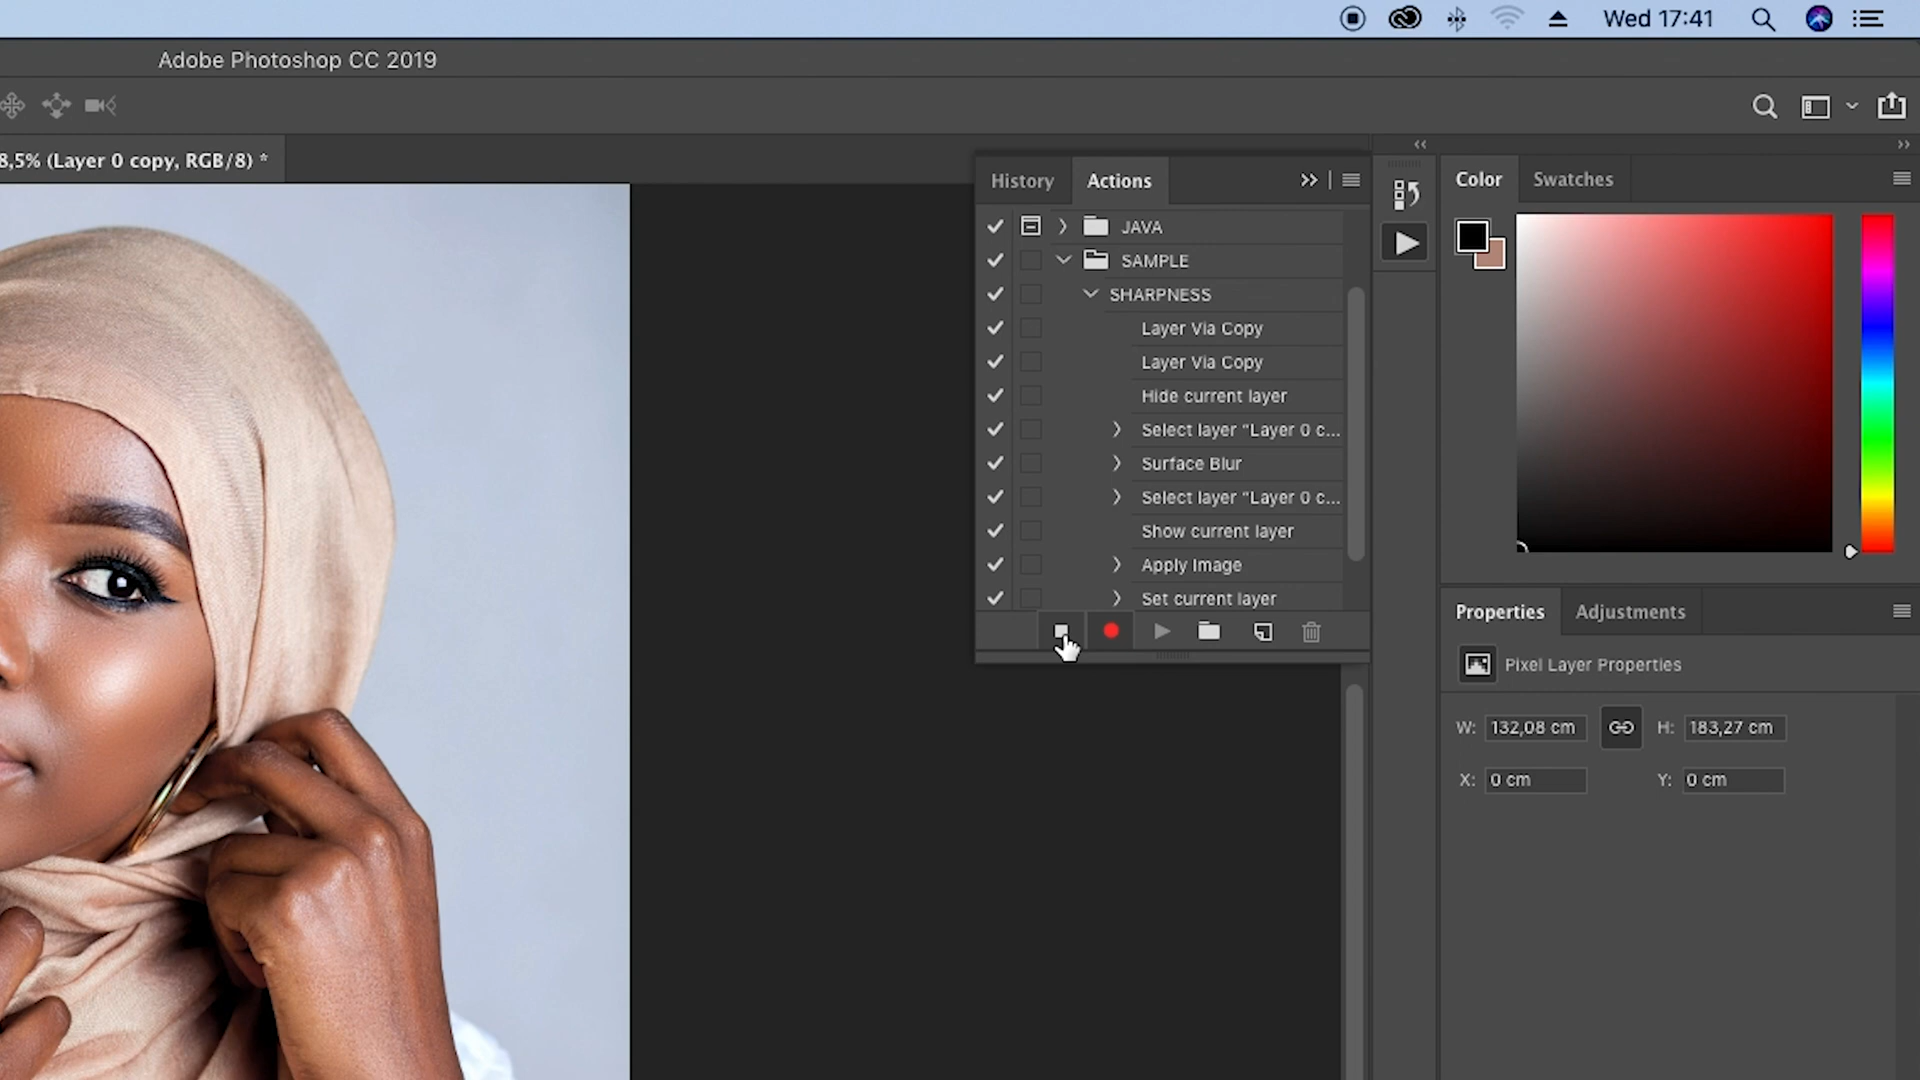 Wed 17:41
Adobe Photoshop CC 2019
8,5% (Layer 0 copy, RGB/8) *
History
Actions
JAVA
SAMPLE
SHARPNESS
Layer Via Copy
Layer Via Copy
Hide current layer
Select layer “Layer 0 c...
Surface Blur
Select layer “Layer 0 c...
Show current layer
Apply Image
Set current layer
Color
Swatches
Properties
Adjustments
Pixel Layer Properties
W: 132,08 cm
H: 183,27 cm
X: 0 cm
Y: 0 cm